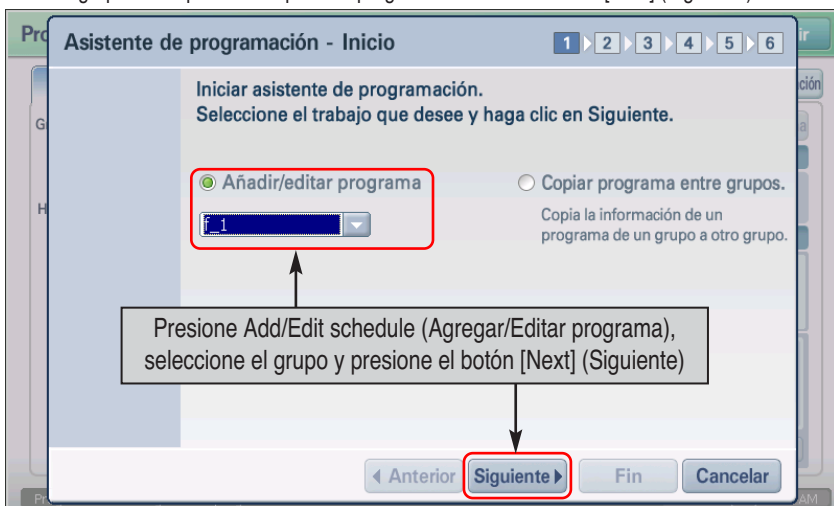 Asistente de programación - Inicio
1 2 3 4 5 6
Iniciar asistente de programación.
Seleccione el trabajo que desee y haga clic en Siguiente.
Añadir/editar programa
f_1
Copiar programa entre grupos.
Copia la información de un
programa de un grupo a otro grupo.
Presione Add/Edit schedule (Agregar/Editar programa),
seleccione el grupo y presione el botón [Next] (Siguiente)
Anterior
Siguiente
Fin
Cancelar